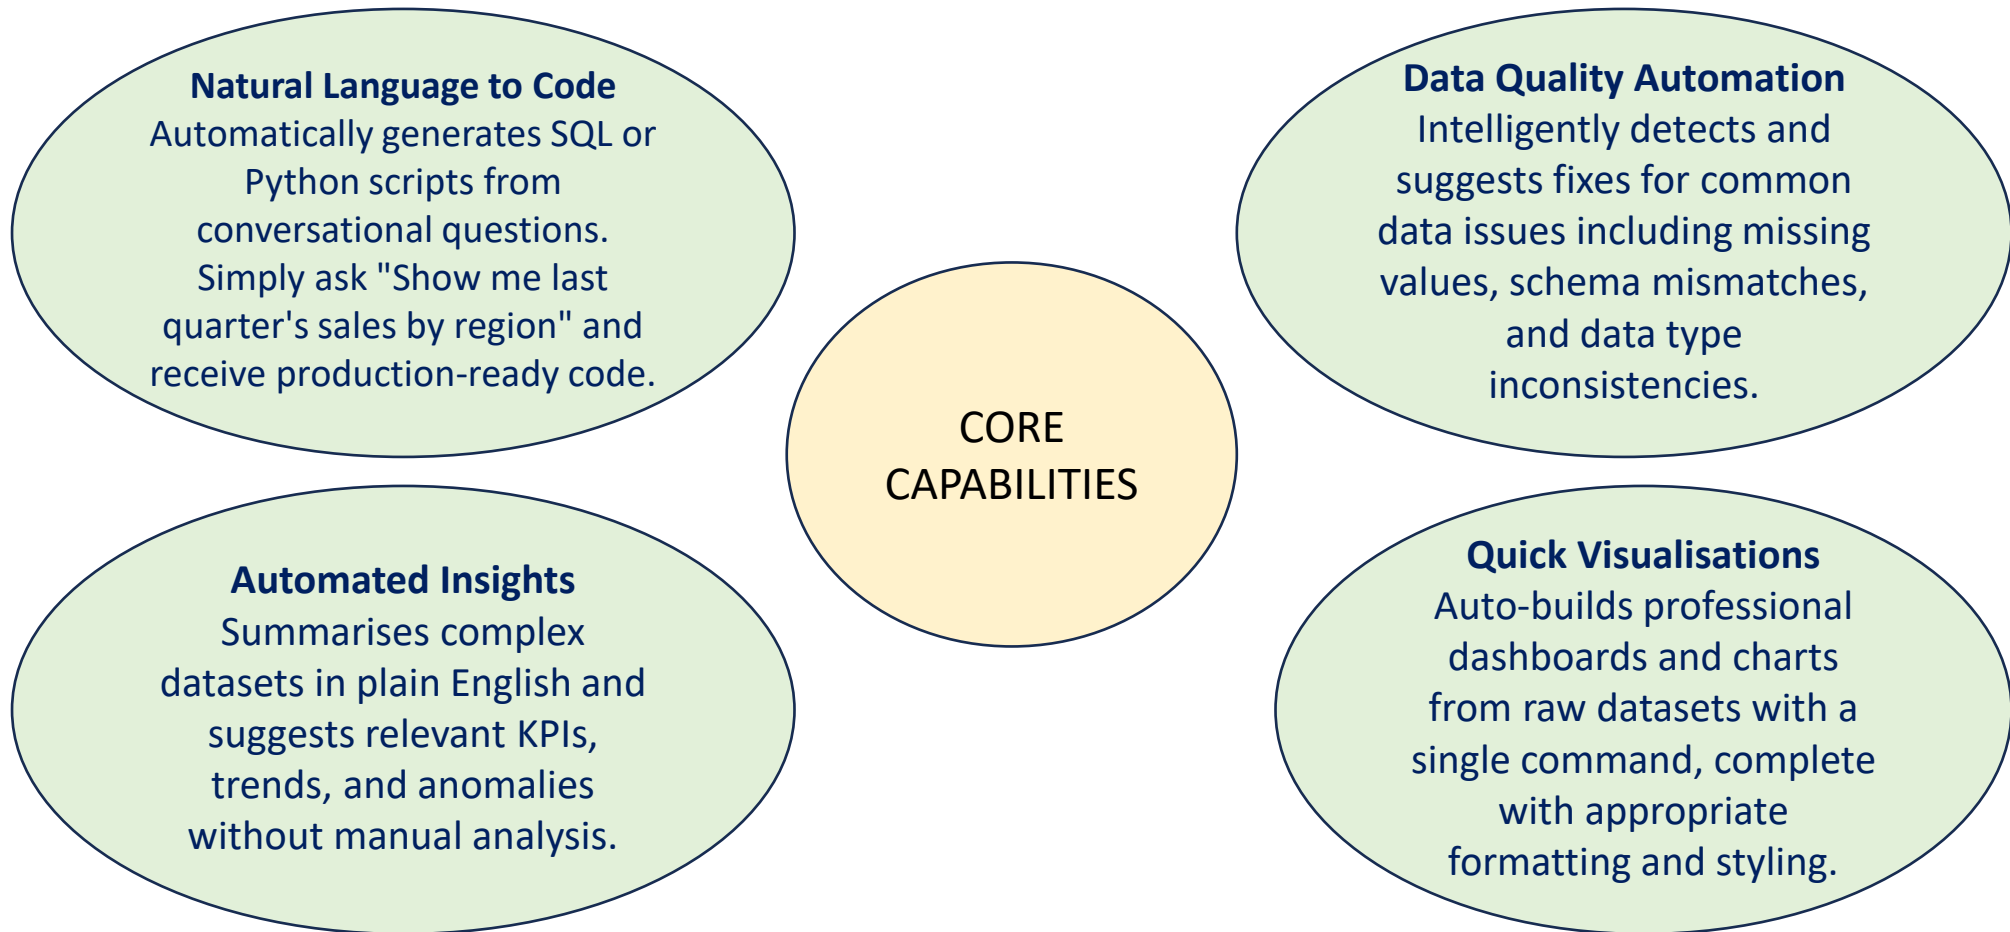 Natural Language to Code
Automatically generates SQL or
Python scripts from
conversational questions.
Simply ask "Show me last
quarter's sales by region" and
receive production-ready code.
Data Quality Automation
Intelligently detects and
suggests fixes for common
data issues including missing
values, schema mismatches,
and data type
inconsistencies.
CORE
CAPABILITIES
Automated Insights
Summarises complex
datasets in plain English and
suggests relevant KPIs,
trends, and anomalies
without manual analysis.
Quick Visualisations
Auto-builds professional
dashboards and charts
from raw datasets with a
single command, complete
with appropriate
formatting and styling.